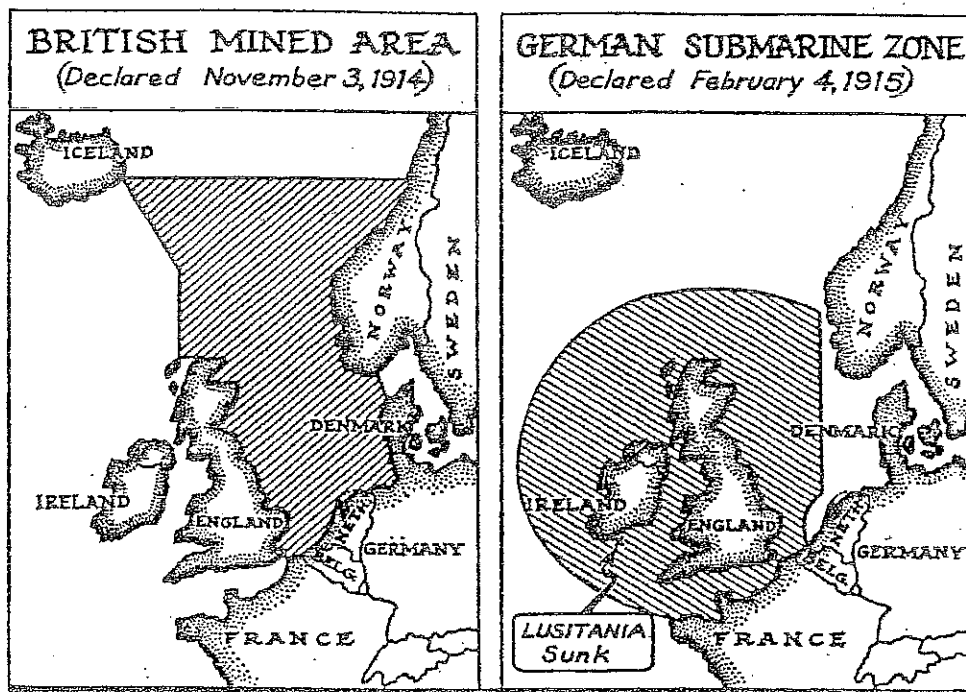 BRITISH MINED AREA
(Declared November 3, 1914)
ICELAND
NORWAY
SWEDEN
DENMARK
IRELAND
ENGLAND
NETH
BELG.
GERMANY
FRANCE
GERMAN SUBMARINE ZONE
(Declared February 4, 1915)
ICELAND
NORWAY
SWEDEN
DENMARK
IRELAND
ENGLAND
NETH
BELG.
GERMANY
FRANCE
LUSITANIA
Sunk